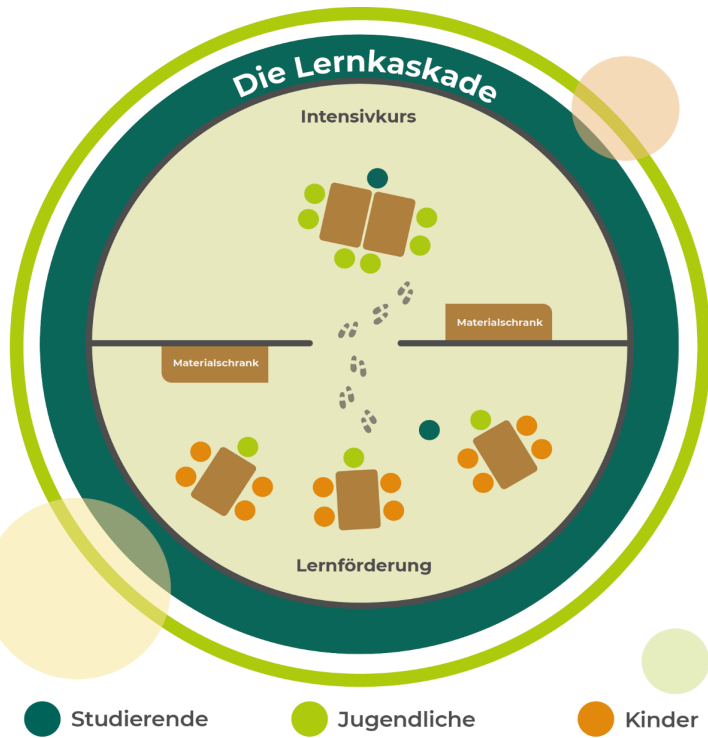 Die Lernkaskade
Intensivkurs
Materialschrank
Materialschrank
Lernförderung
Studierende
Jugendliche
Kinder